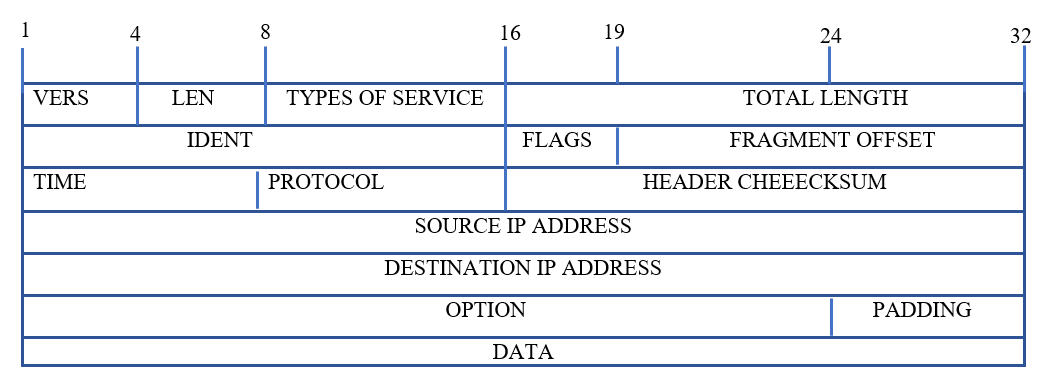 1 4 8 16 19 24 32
VERS LEN TYPES OF SERVICE TOTAL LENGTH
IDENT FLAGS FRAGMENT OFFSET
TIME PROTOCOL HEADER CHEEECKSUM
SOURCE IP ADDRESS
DESTINATION IP ADDRESS
OPTION PADDING
DATA